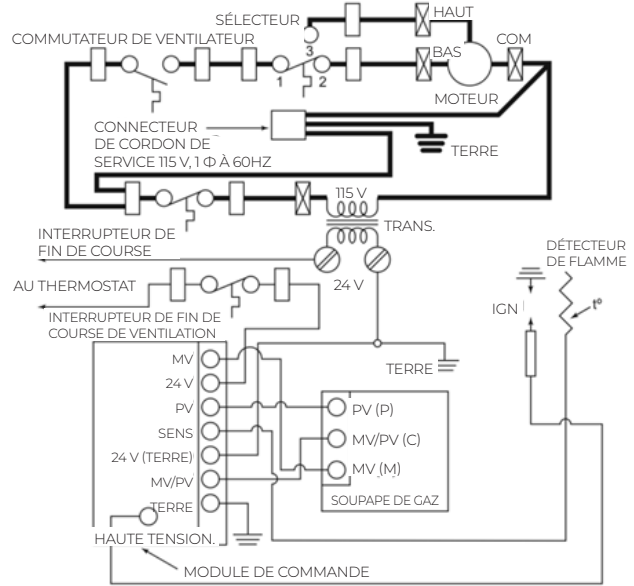 HAUT
SÉLECTEUR
COMMUTATEUR DE VENTILATEUR
3
BAS
COM
1
2
MOTEUR
CONNECTEUR
DE CORDON DE
SERVICE 115 V, 1 Φ À 60HZ
TERRE
115 V
TRANS.
INTERRUPTEUR DE
FIN DE COURSE
DÉTECTEUR
DE FLAMME
24 V
AU THERMOSTAT
IGN
t°
INTERRUPTEUR DE FIN DE
COURSE DE VENTILATION
MV
TERRE
24 V
PV
PV (P)
SENS
MV/PV (C)
24 V (TERRE)
MV (M)
MV/PV
SOUPAPE DE GAZ
TERRE
HAUTE TENSION.
MODULE DE COMMANDE